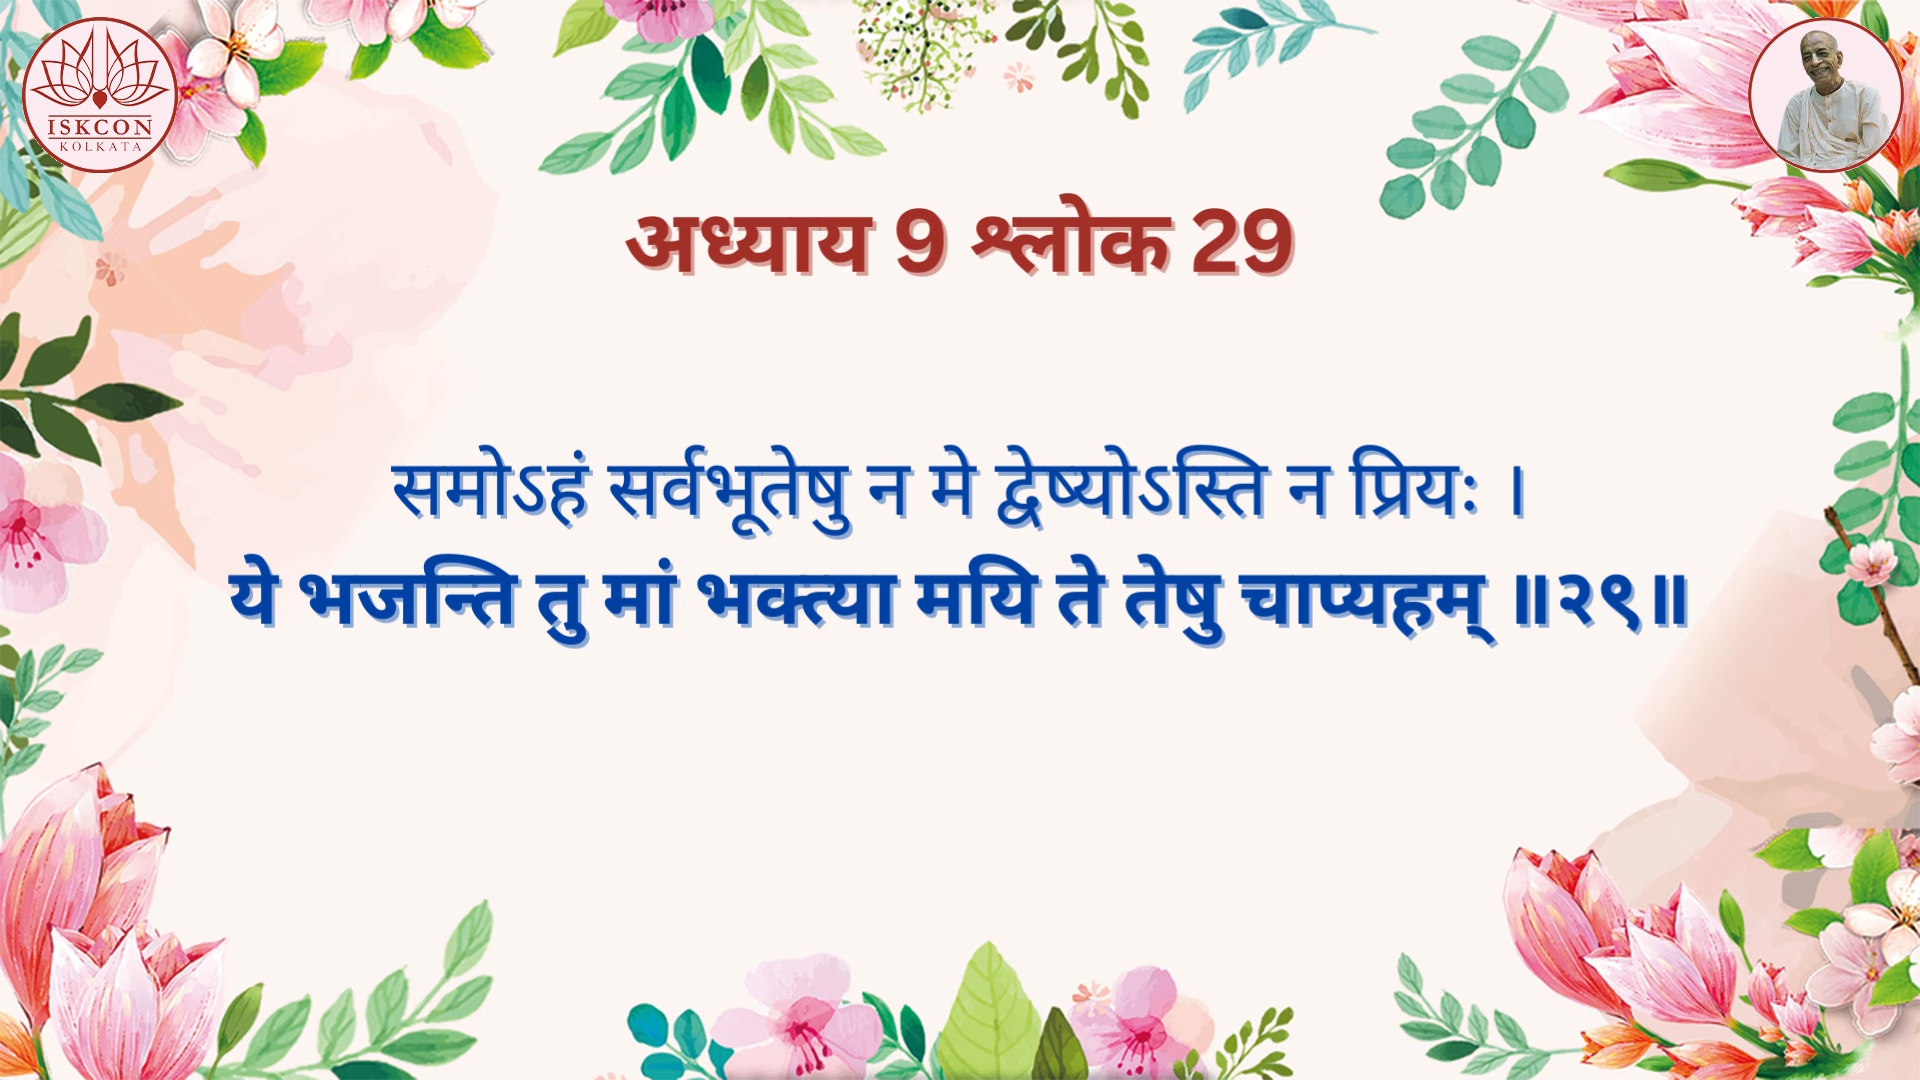 ISKCON
KOLKATA
अध्याय 9 श्लोक 29
समोऽहं सर्वभूतेषु न मे द्वेष्योऽस्ति न प्रियः ।
ये भजन्ति तु मां भक्त्या मयि ते तेषु चाप्यहम् ॥२९॥